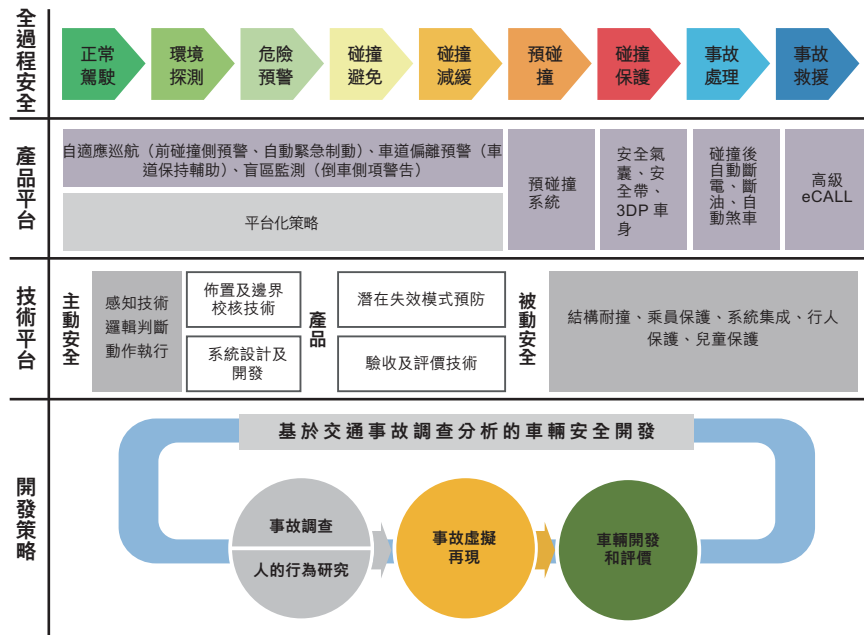 全過程安全
正常
駕駛
環境
探測
危險
預警
碰撞
避免
碰撞
減緩
預碰
撞
碰撞
保護
事故
處理
事故
救援
產品平台
自適應巡航（前碰撞側預警、自動緊急制動）、車道偏離預警（車
道保持輔助）、盲區監測（倒車側項警告）
平台化策略
預碰撞
系統
安全氣
囊、安
全帶、
3DP 車
身
碰撞後
自動斷
電、斷
油、自
動煞車
高級
eCALL
技術平台
主動安全
感知技術
邏輯判斷
動作執行
佈置及邊界
校核技術
系統設計及
開發
產品
潛在失效模式預防
驗收及評價技術
被動安全
結構耐撞、乘員保護、系統集成、行人
保護、兒童保護
開發策略
基於交通事故調查分析的車輛安全開發
事故調查
人的行為研究
事故虛擬
再現
車輛開發
和評價